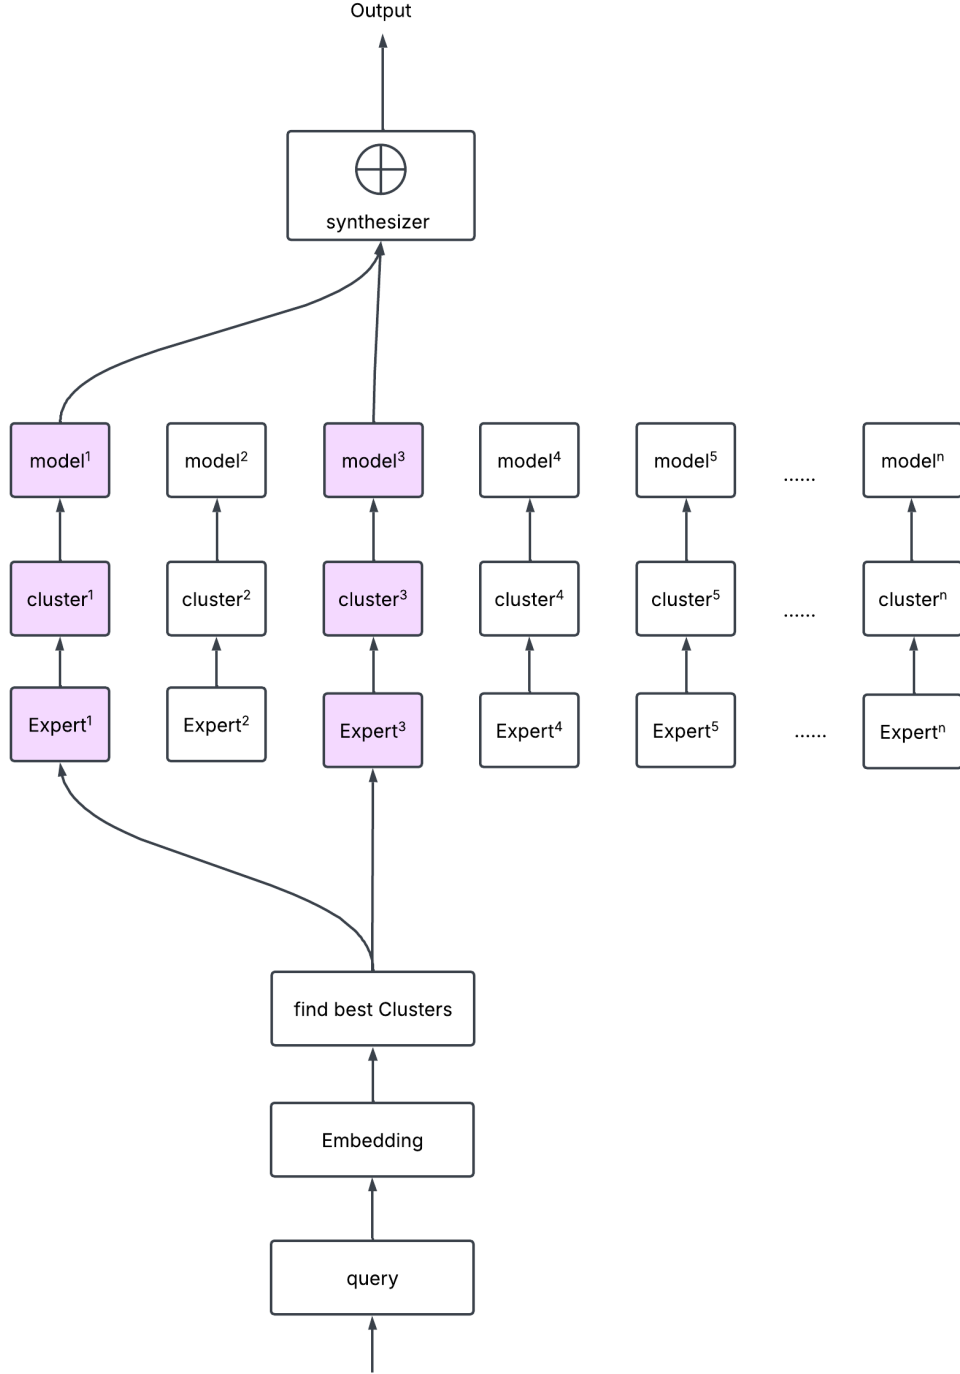 Output
synthesizer
model¹ model² model³ model⁴ model⁵ ...... modelⁿ
cluster¹ cluster² cluster³ cluster⁴ cluster⁵ ...... clusterⁿ
Expert¹ Expert² Expert³ Expert⁴ Expert⁵ ...... Expertⁿ
find best Clusters
Embedding
query